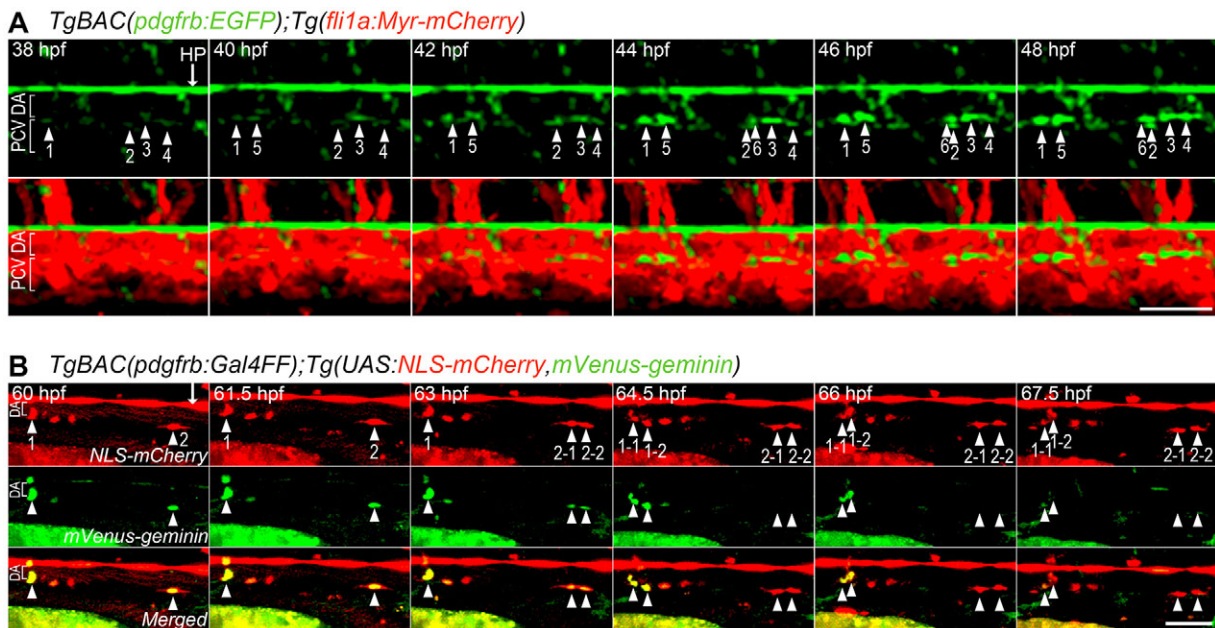 A TgBAC(pdgfrb:EGFP);Tg(fli1a:Myr-mCherry)
38 hpf HP 40 hpf 42 hpf 44 hpf 46 hpf 48 hpf
PCV DA
1 2 3 4 1 5 2 3 4 1 5 2 3 4 1 5 2 6 3 4 1 5 6 2 3 4 1 5 6 2 3 4
PCV DA
B TgBAC(pdgfrb:Gal4FF);Tg(UAS:NLS-mCherry,mVenus-geminin)
60 hpf 61.5 hpf 63 hpf 64.5 hpf 66 hpf 67.5 hpf
DA
1 2 1 2 1 2-1 2-2 1-1 1-2 2-1 2-2 1-1 1-2 2-1 2-2 1-1 1-2 2-1 2-2
NLS-mCherry
DA
mVenus-geminin
DA
Merged